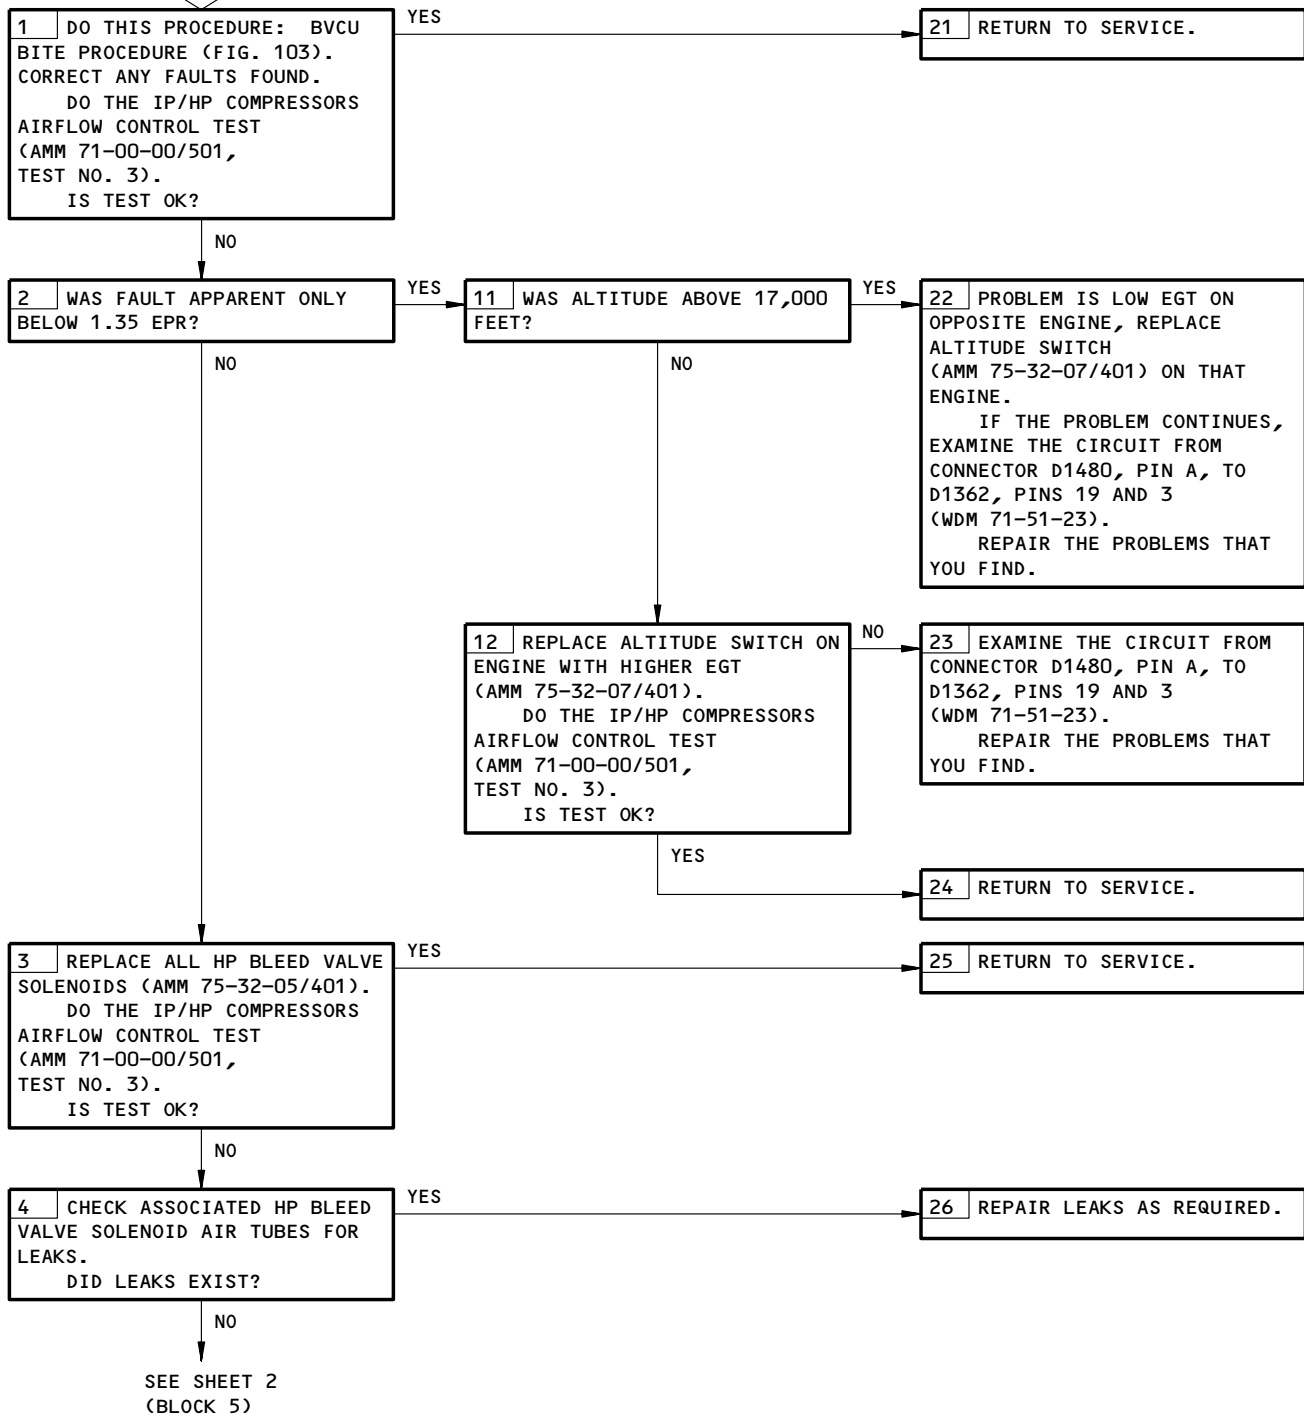 1 DO THIS PROCEDURE: BVCU
BITE PROCEDURE (FIG. 103).
CORRECT ANY FAULTS FOUND.
DO THE IP/HP COMPRESSORS
AIRFLOW CONTROL TEST
(AMM 71-00-00/501,
TEST NO. 3).
IS TEST OK?
YES
21 RETURN TO SERVICE.
NO
2 WAS FAULT APPARENT ONLY
BELOW 1.35 EPR?
YES
11 WAS ALTITUDE ABOVE 17,000
FEET?
YES
22 PROBLEM IS LOW EGT ON
OPPOSITE ENGINE, REPLACE
ALTITUDE SWITCH
(AMM 75-32-07/401) ON THAT
ENGINE.
IF THE PROBLEM CONTINUES,
EXAMINE THE CIRCUIT FROM
CONNECTOR D1480, PIN A, TO
D1362, PINS 19 AND 3
(WDM 71-51-23).
REPAIR THE PROBLEMS THAT
YOU FIND.
NO
NO
12 REPLACE ALTITUDE SWITCH ON
ENGINE WITH HIGHER EGT
(AMM 75-32-07/401).
DO THE IP/HP COMPRESSORS
AIRFLOW CONTROL TEST
(AMM 71-00-00/501,
TEST NO. 3).
IS TEST OK?
NO
23 EXAMINE THE CIRCUIT FROM
CONNECTOR D1480, PIN A, TO
D1362, PINS 19 AND 3
(WDM 71-51-23).
REPAIR THE PROBLEMS THAT
YOU FIND.
YES
24 RETURN TO SERVICE.
3 REPLACE ALL HP BLEED VALVE
SOLENOIDS (AMM 75-32-05/401).
DO THE IP/HP COMPRESSORS
AIRFLOW CONTROL TEST
(AMM 71-00-00/501,
TEST NO. 3).
IS TEST OK?
YES
25 RETURN TO SERVICE.
NO
4 CHECK ASSOCIATED HP BLEED
VALVE SOLENOID AIR TUBES FOR
LEAKS.
DID LEAKS EXIST?
YES
26 REPAIR LEAKS AS REQUIRED.
NO
SEE SHEET 2
(BLOCK 5)